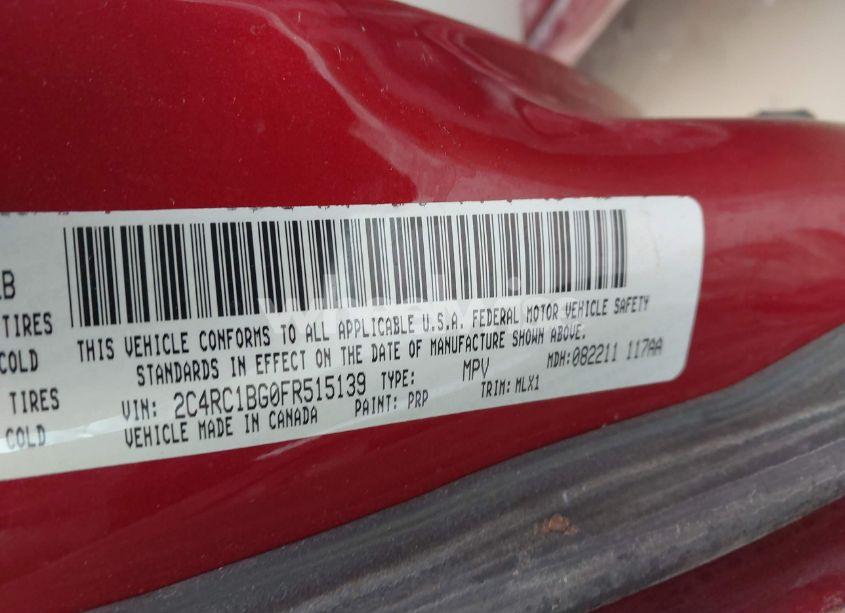 LB
TIRES
COLD
TIRES
COLD
THIS VEHICLE CONFORMS TO ALL APPLICABLE U.S.A. FEDERAL MOTOR VEHICLE SAFETY
STANDARDS IN EFFECT ON THE DATE OF MANUFACTURE SHOWN ABOVE.
MDH:082211 117AA
VIN: 2C4RC1BG0FR515139 TYPE: MPV
VEHICLE MADE IN CANADA PAINT: PRP TRIM: MLX1